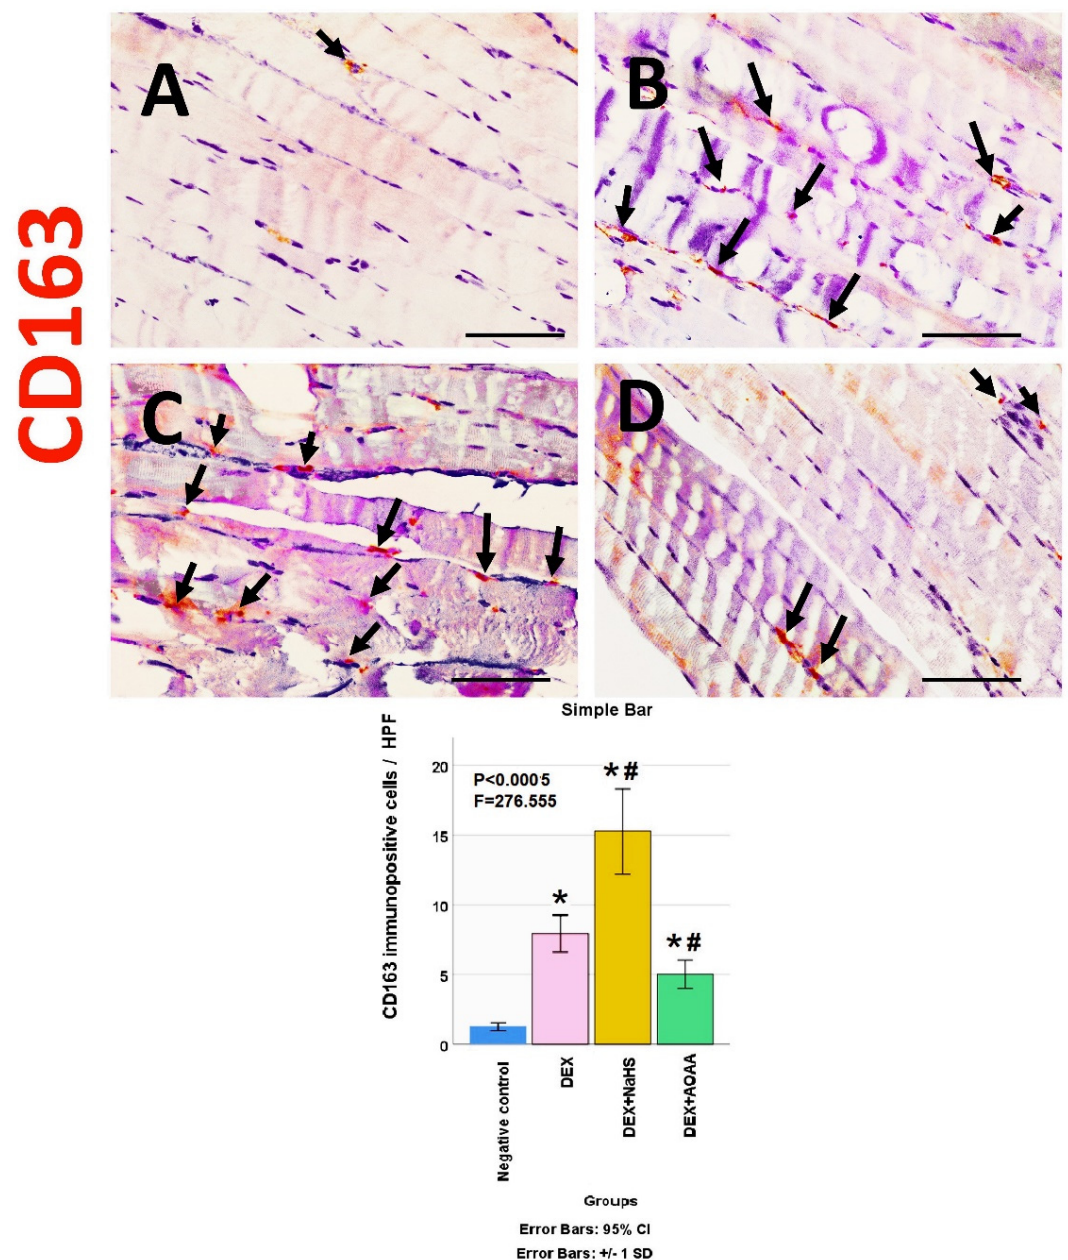 CD163
A
B
C
D
Simple Bar
CD163 immunopositive cells / HPF
20
15
10
5
0
P<0.0005
F=276.555
*
*#
*#
Negative control
DEX
DEX+NaHS
DEX+AOAA
Groups
Error Bars: 95% CI
Error Bars: +/- 1 SD